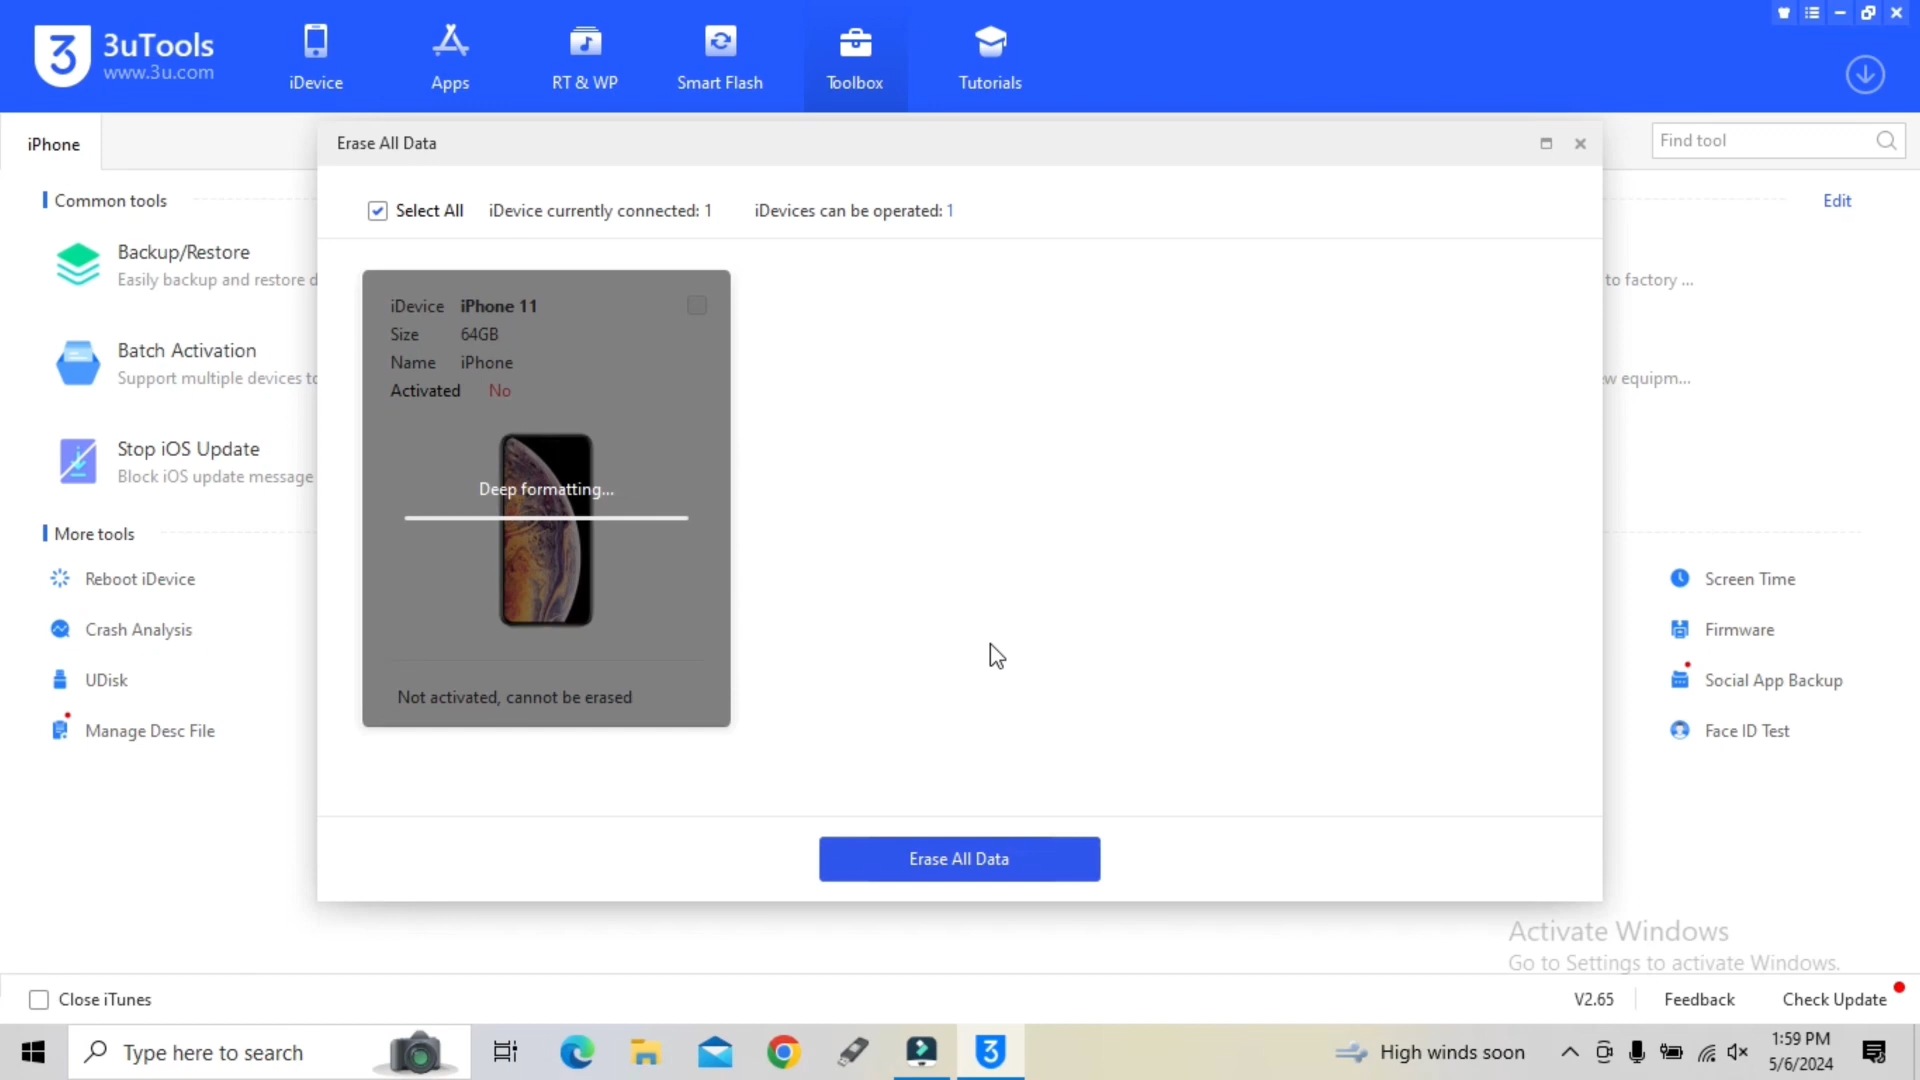 3 3uTools
www.3u.com
iDevice
Apps
RT & WP
Smart Flash
Toolbox
Tutorials
iPhone
Erase All Data
Find tool
Common tools
Edit
Select All iDevice currently connected: 1 iDevices can be operated: 1
Backup/Restore
Easily backup and restore d
to factory ...
Batch Activation
Support multiple devices to
ew equipm...
Stop iOS Update
Block iOS update message
iDevice iPhone 11
Size 64GB
Name iPhone
Activated No
Deep formatting...
Not activated, cannot be erased
More tools
Reboot iDevice
Crash Analysis
UDisk
Manage Desc File
Screen Time
Firmware
Social App Backup
Face ID Test
Erase All Data
Activate Windows
Go to Settings to activate Windows.
Close iTunes
V2.65
Feedback
Check Update
Type here to search
3
High winds soon
1:59 PM
5/6/2024